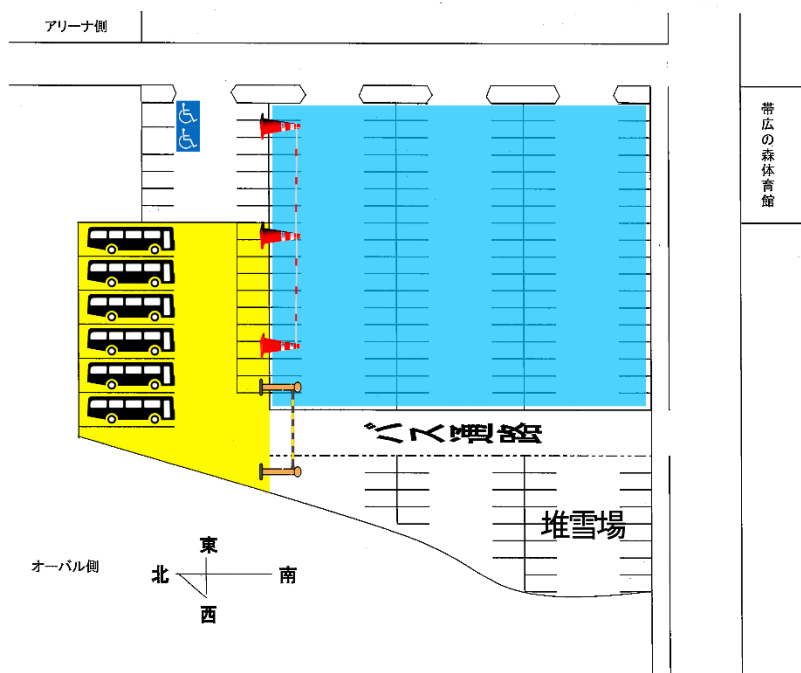 アリーナ側
帯広の森体育館
バス通路
堆雪場
オーバル側
東
北
南
西